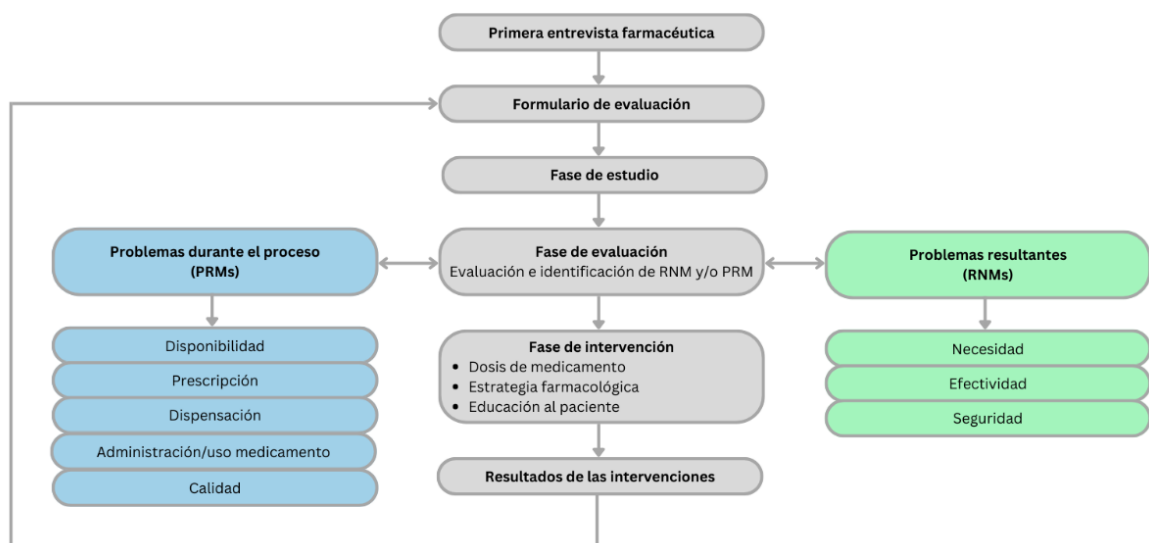 Primera entrevista farmacéutica
Formulario de evaluación
Fase de estudio
Problemas durante el proceso
(PRMs)
Fase de evaluación
Evaluación e identificación de RNM y/o PRM
Problemas resultantes
(RNMs)
Disponibilidad
Prescripción
Dispensación
Administración/uso medicamento
Calidad
Fase de intervención
• Dosis de medicamento
• Estrategia farmacológica
• Educación al paciente
Necesidad
Efectividad
Seguridad
Resultados de las intervenciones